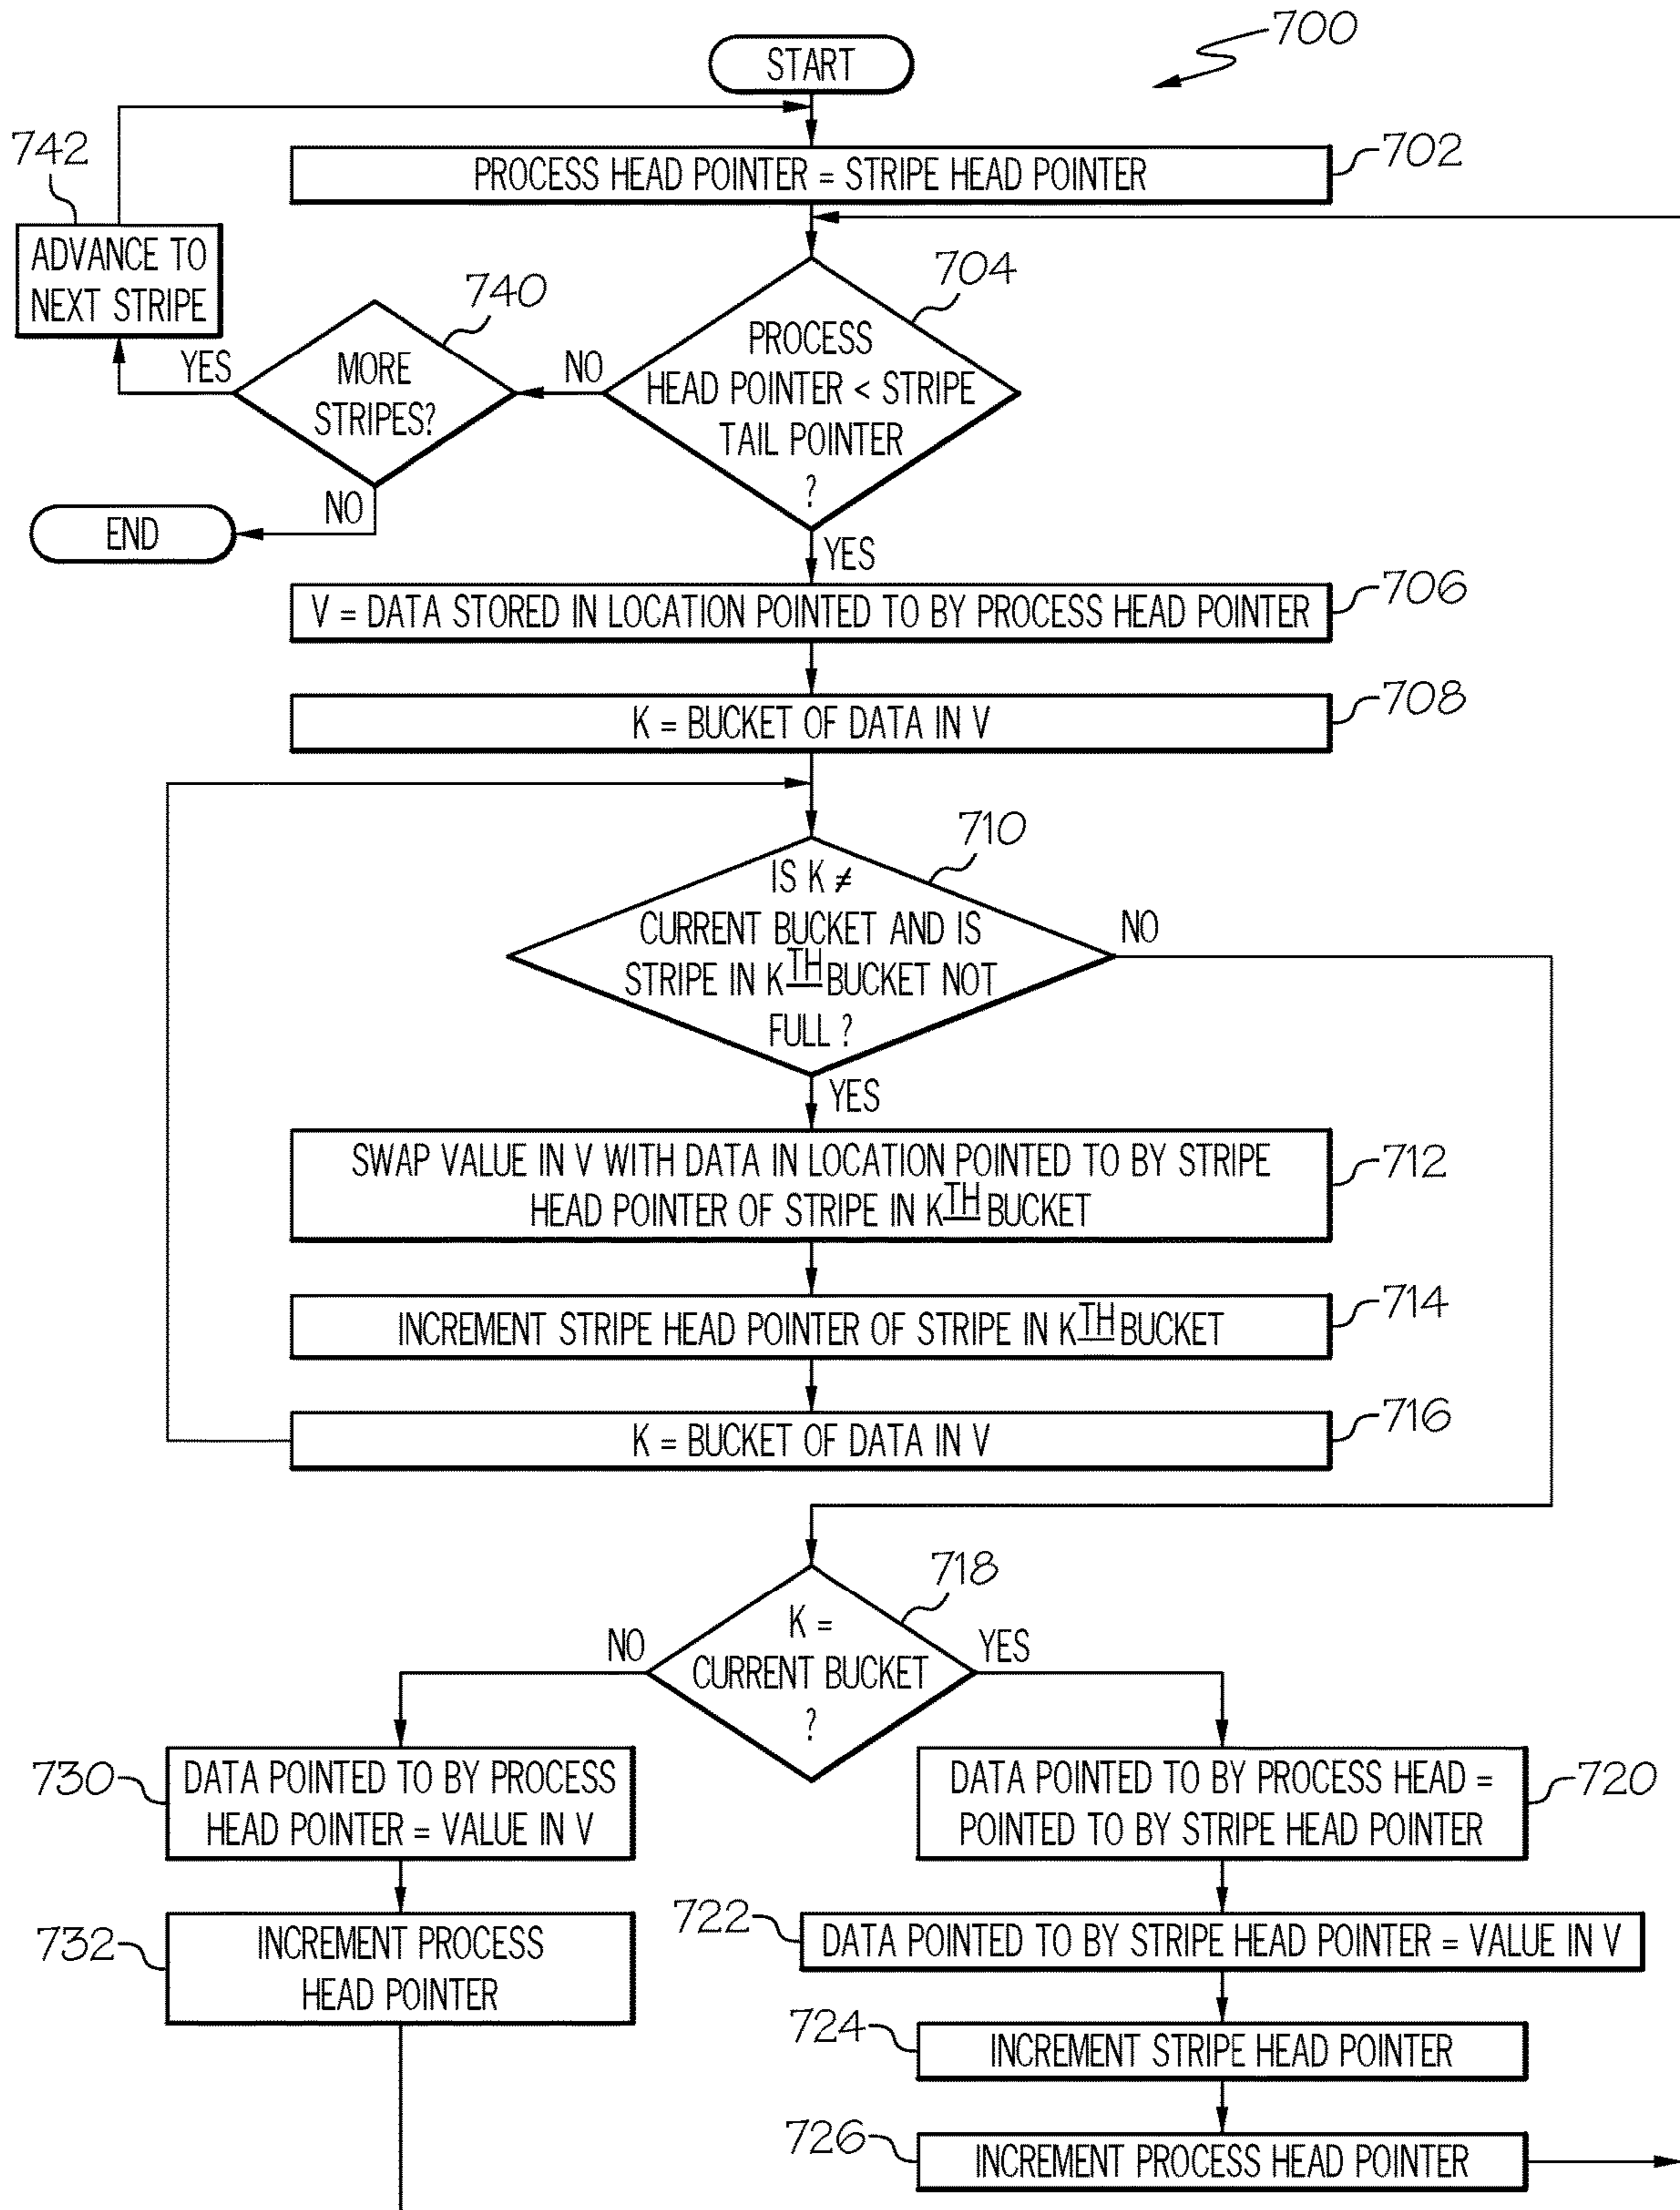 700
START
742
702
PROCESS HEAD POINTER = STRIPE HEAD POINTER
ADVANCE TO
NEXT STRIPE
740
704
YES
MORE
STRIPES?
NO
PROCESS
HEAD POINTER < STRIPE
TAIL POINTER
?
NO
END
YES
706
V = DATA STORED IN LOCATION POINTED TO BY PROCESS HEAD POINTER
708
K = BUCKET OF DATA IN V
710
IS K ≠
CURRENT BUCKET AND IS
STRIPE IN KTH BUCKET NOT
FULL ?
NO
YES
712
SWAP VALUE IN V WITH DATA IN LOCATION POINTED TO BY STRIPE
HEAD POINTER OF STRIPE IN KTH BUCKET
714
INCREMENT STRIPE HEAD POINTER OF STRIPE IN KTH BUCKET
716
K = BUCKET OF DATA IN V
718
K =
CURRENT BUCKET
?
NO
YES
730
DATA POINTED TO BY PROCESS
HEAD POINTER = VALUE IN V
720
DATA POINTED TO BY PROCESS HEAD =
POINTED TO BY STRIPE HEAD POINTER
732
INCREMENT PROCESS
HEAD POINTER
722
DATA POINTED TO BY STRIPE HEAD POINTER = VALUE IN V
724
INCREMENT STRIPE HEAD POINTER
726
INCREMENT PROCESS HEAD POINTER